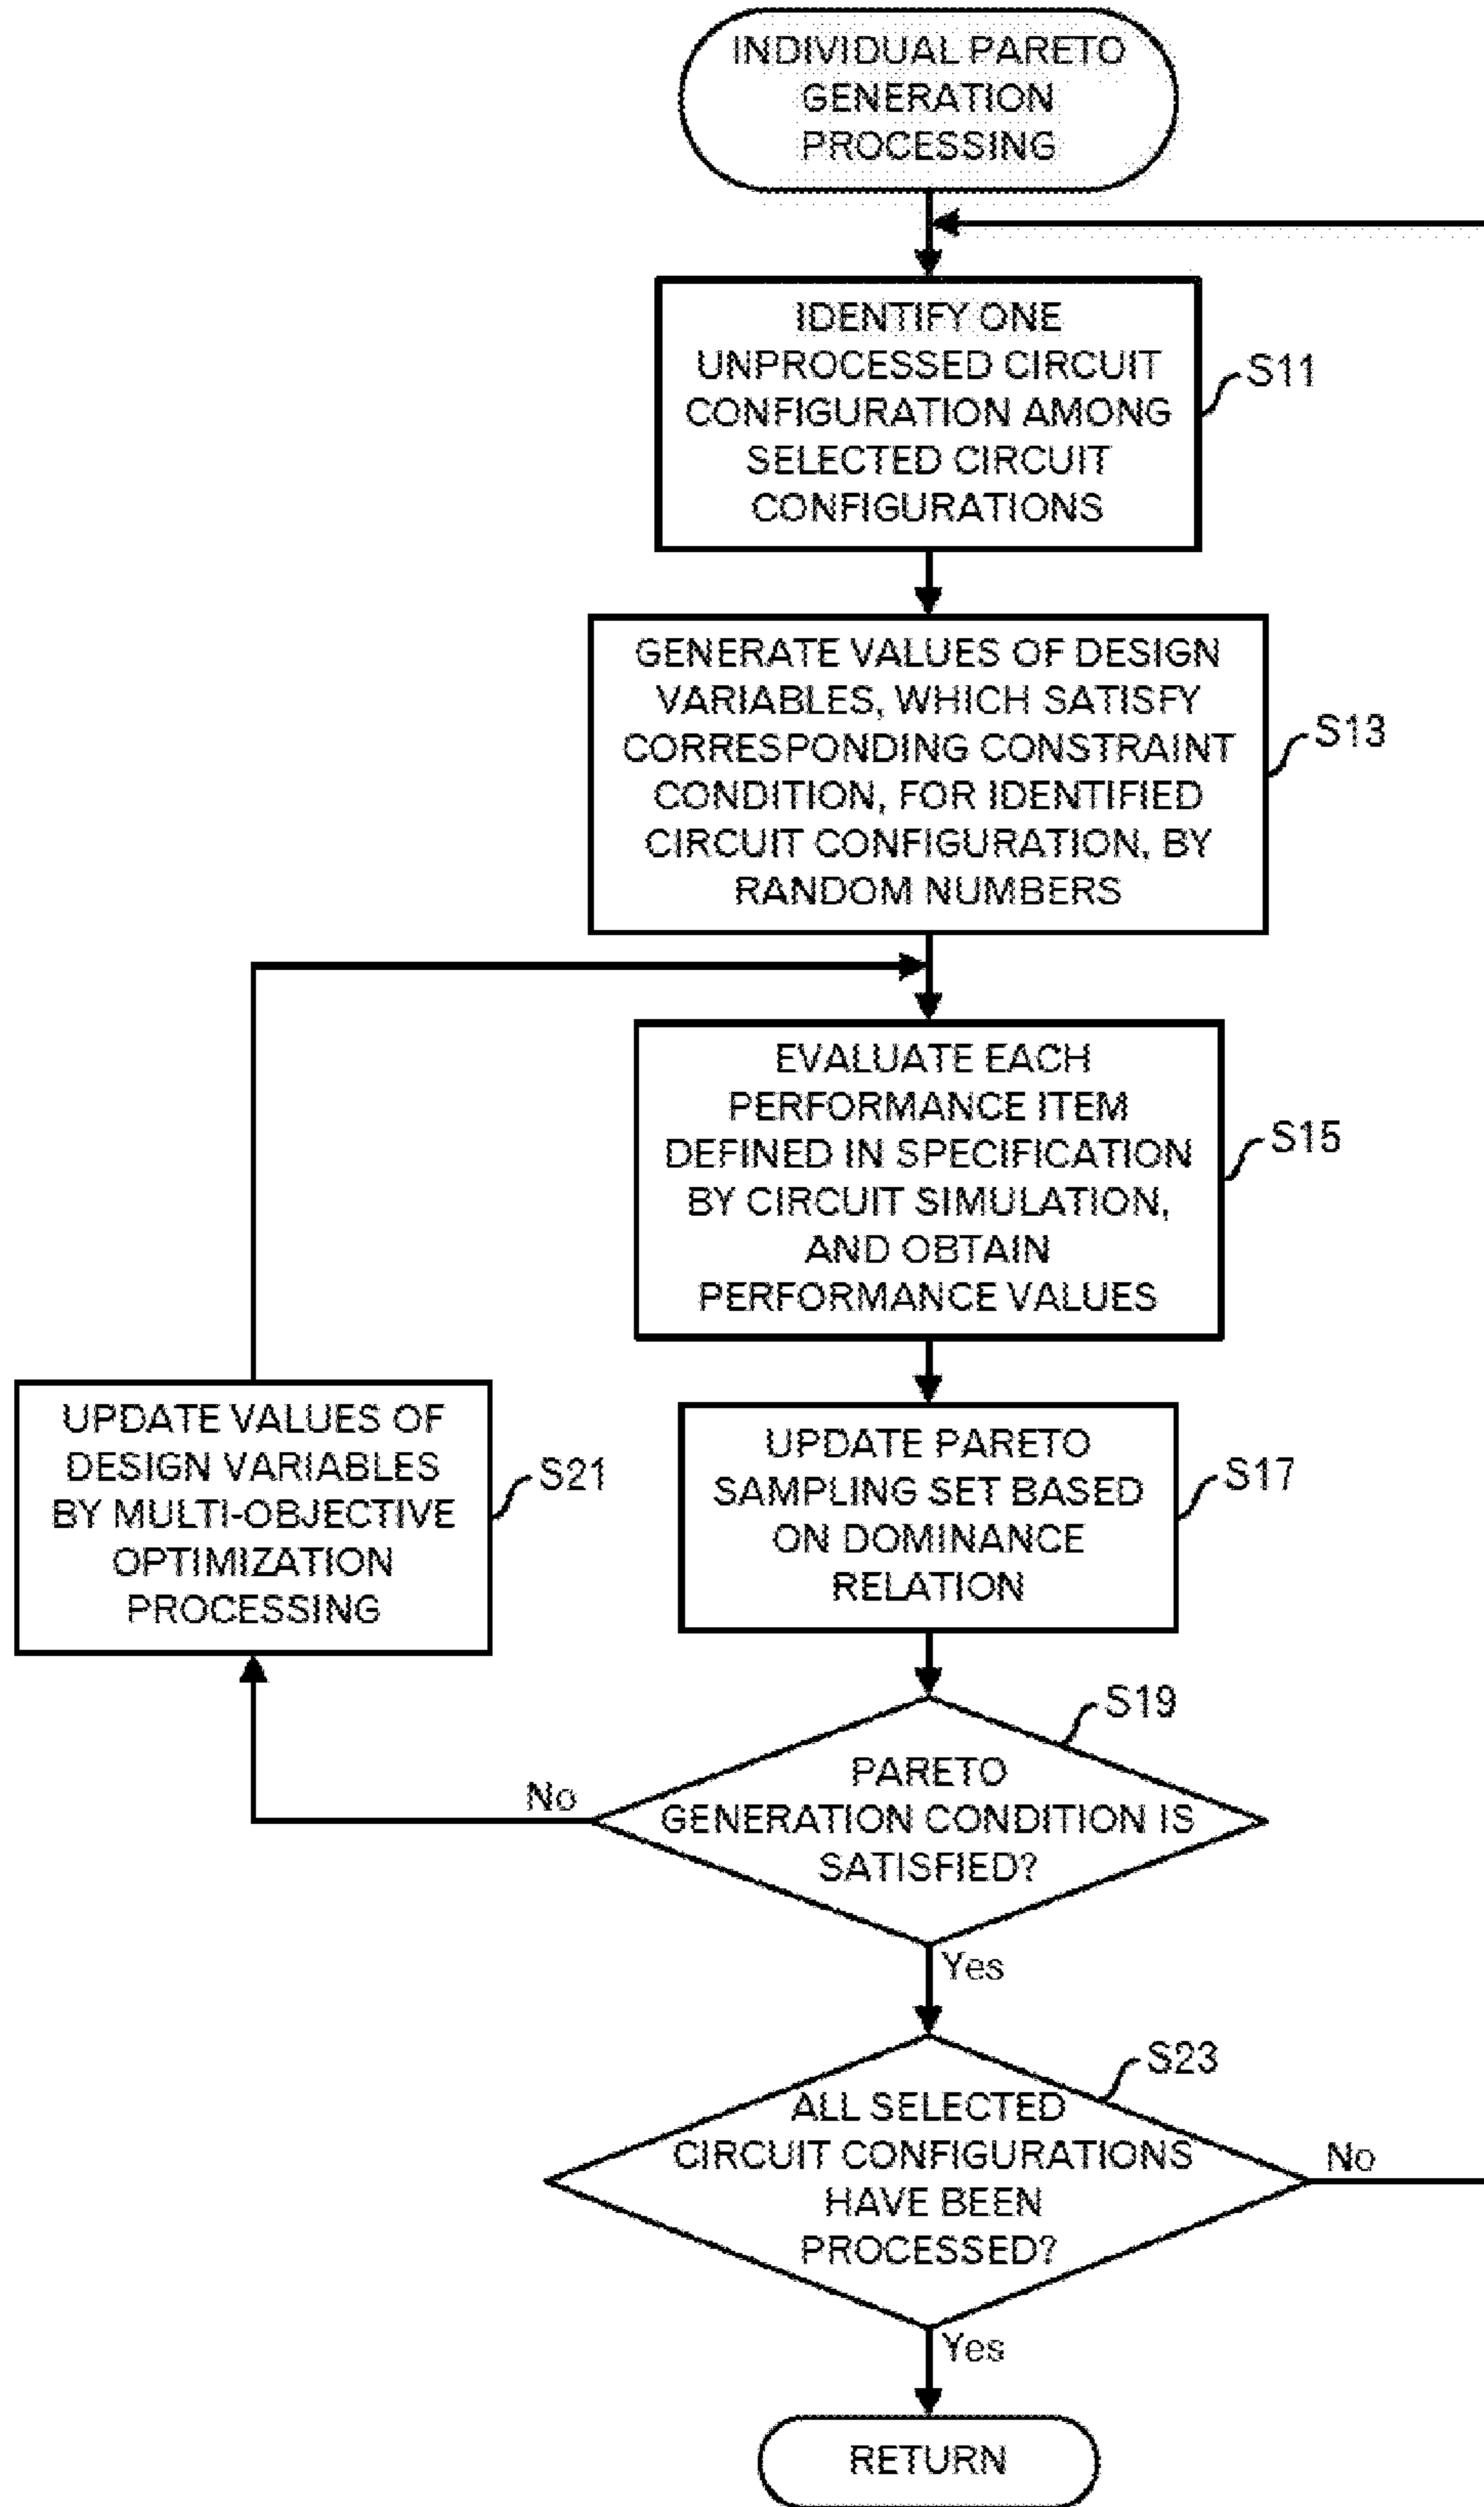 INDIVIDUAL PARETO
GENERATION
PROCESSING
IDENTIFY ONE
UNPROCESSED CIRCUIT
CONFIGURATION AMONG
SELECTED CIRCUIT
CONFIGURATIONS
S11
GENERATE VALUES OF DESIGN
VARIABLES, WHICH SATISFY
CORRESPONDING CONSTRAINT
CONDITION, FOR IDENTIFIED
CIRCUIT CONFIGURATION, BY
RANDOM NUMBERS
S13
EVALUATE EACH
PERFORMANCE ITEM
DEFINED IN SPECIFICATION
BY CIRCUIT SIMULATION,
AND OBTAIN
PERFORMANCE VALUES
S15
UPDATE VALUES OF
DESIGN VARIABLES
BY MULTI-OBJECTIVE
OPTIMIZATION
PROCESSING
S21
UPDATE PARETO
SAMPLING SET BASED
ON DOMINANCE
RELATION
S17
S19
PARETO
GENERATION CONDITION IS
SATISFIED?
No
Yes
S23
ALL SELECTED
CIRCUIT CONFIGURATIONS
HAVE BEEN
PROCESSED?
No
Yes
RETURN